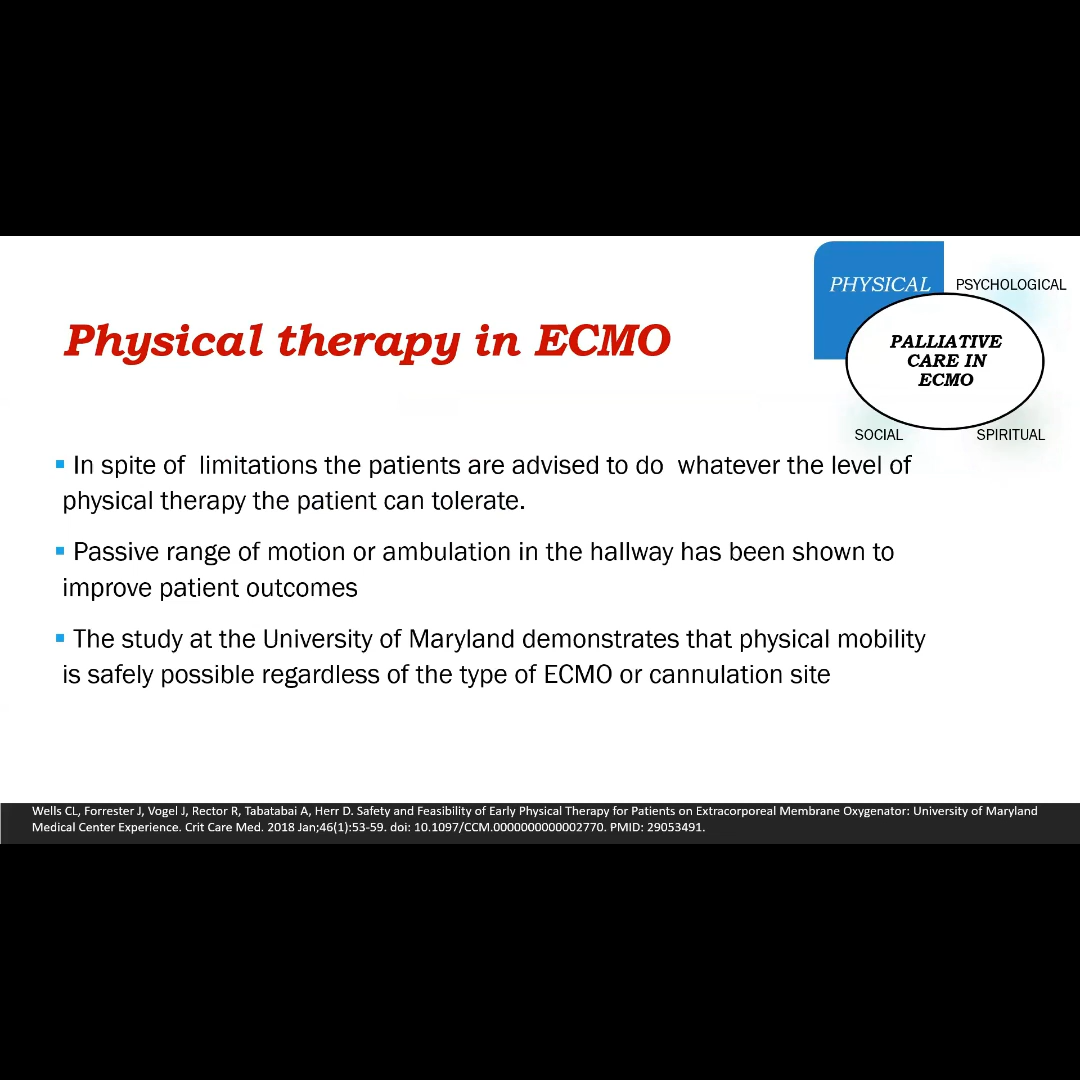 PHYSICAL
PSYCHOLOGICAL
Physical therapy in ECMO
PALLIATIVE
CARE IN
ECMO
SOCIAL
SPIRITUAL
In spite of  limitations the patients are advised to do  whatever the level of
physical therapy the patient can tolerate.
Passive range of motion or ambulation in the hallway has been shown to
improve patient outcomes
The study at the University of Maryland demonstrates that physical mobility
is safely possible regardless of the type of ECMO or cannulation site
Wells CL, Forrester J, Vogel J, Rector R, Tabatabai A, Herr D. Safety and Feasibility of Early Physical Therapy for Patients on Extracorporeal Membrane Oxygenator: University of Maryland
Medical Center Experience. Crit Care Med. 2018 Jan;46(1):53-59. doi: 10.1097/CCM.0000000000002770. PMID: 29053491.